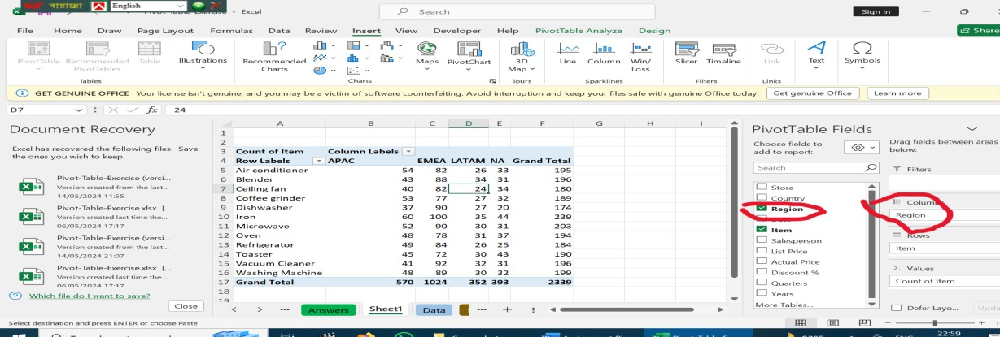 বায়ান্নো English
Pivot-Table-Exercise - Excel
Search
Sign in
File Home Draw Page Layout Formulas Data Review Insert View Developer Help PivotTable Analyze Design Share
PivotTable Recommended PivotTables Table Illustrations Recommended Charts Maps PivotChart 3D Map Line Column Win/Loss Slicer Timeline Link Text Symbols
Tables Charts Tours Sparklines Filters Links
GET GENUINE OFFICE Your license isn't genuine, and you may be a victim of software counterfeiting. Avoid interruption and keep your files safe with genuine Office today. Get genuine Office Learn more
D7 fx 24
Document Recovery
Excel has recovered the following files. Save
the ones you wish to keep.
Pivot-Table-Exercise (versi...
Version created from the last...
14/05/2024 11:55
Pivot-Table-Exercise.xlsx [...
Version created last time the...
06/05/2024 17:17
Pivot-Table-Exercise (versi...
Version created from the last...
14/05/2024 21:07
Pivot-Table-Exercise.xlsx [...
Version created last time the...
06/05/2024 17:17
Which file do I want to save?
Close
A B C D E F G H I
1
2
3 Count of Item Column Labels
4 Row Labels APAC EMEA LATAM NA Grand Total
5 Air conditioner 54 82 26 33 195
6 Blender 43 88 34 31 196
7 Ceiling fan 40 82 24 34 180
8 Coffee grinder 53 77 27 32 189
9 Dishwasher 37 90 27 20 174
10 Iron 60 100 35 44 239
11 Microwave 52 90 30 31 203
12 Oven 48 78 31 37 194
13 Refrigerator 49 84 26 25 184
14 Toaster 45 72 30 43 190
15 Vacuum Cleaner 41 92 32 31 196
16 Washing Machine 48 89 30 32 199
17 Grand Total 570 1024 352 393 2339
18
19
Answers Sheet1 Data
PivotTable Fields
Choose fields to
add to report:
Search
Store
Country
Region
Item
Salesperson
List Price
Actual Price
Discount %
Quarters
Years
More Tables...
Drag fields between areas
below:
Filters
Colum
Region
Rows
Item
Values
Count of Item
Defer Layo... Upda
Select destination and press ENTER or choose Paste
22:59